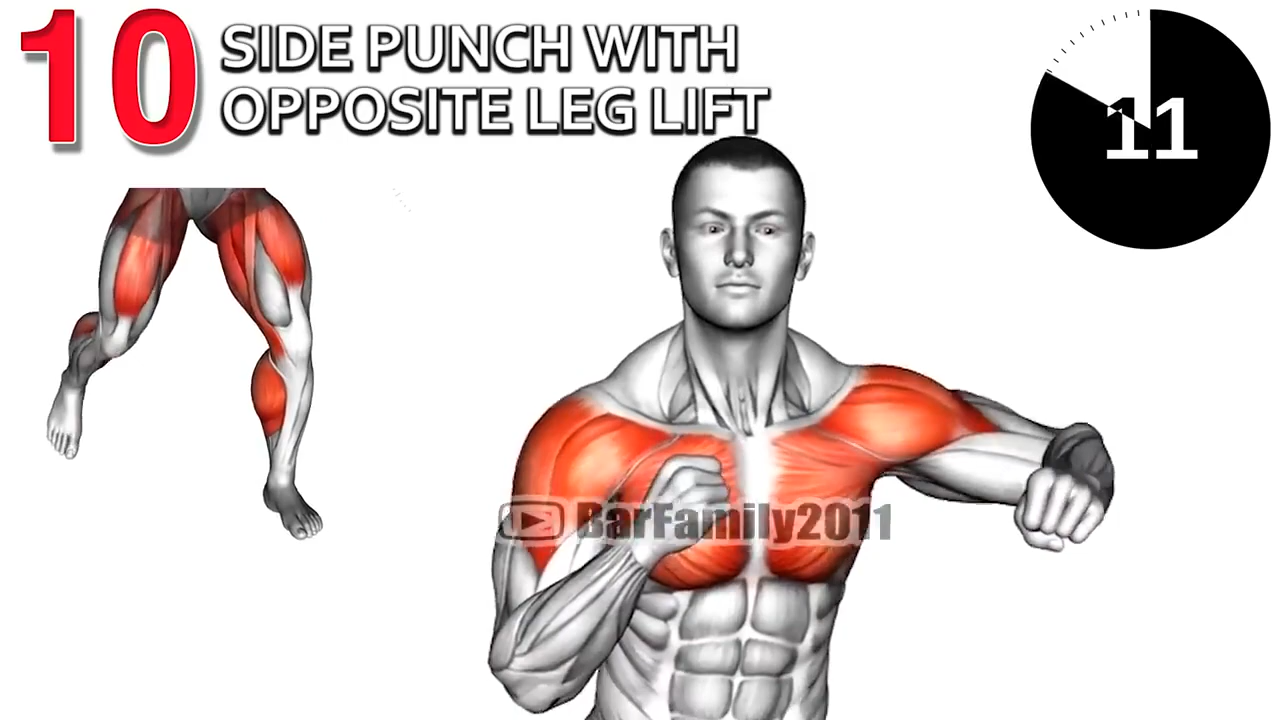 10
SIDE PUNCH WITH
OPPOSITE LEG LIFT
11
BarFamily2011